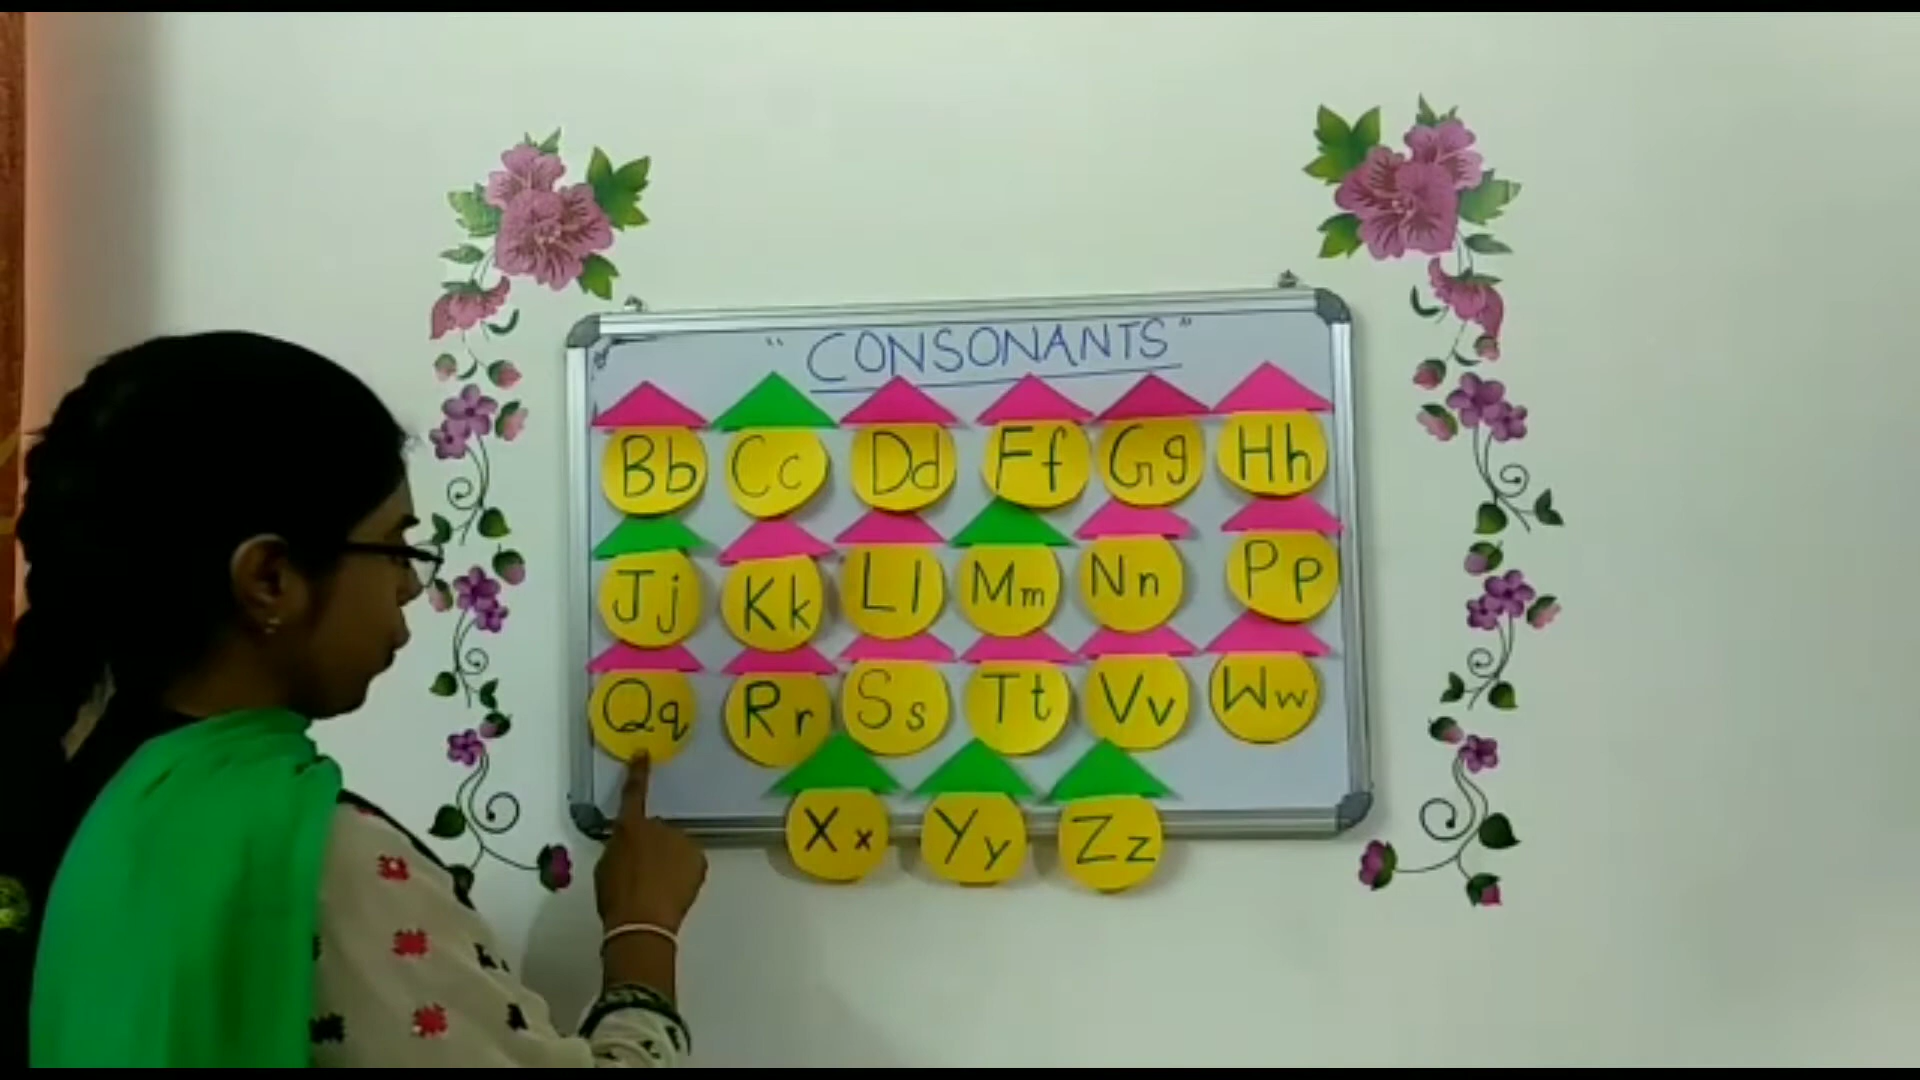 "CONSONANTS"
Bb Cc Dd Ff Gg Hh
Jj Kk Ll Mm Nn Pp
Qq Rr Ss Tt Vv Ww
Xx Yy Zz